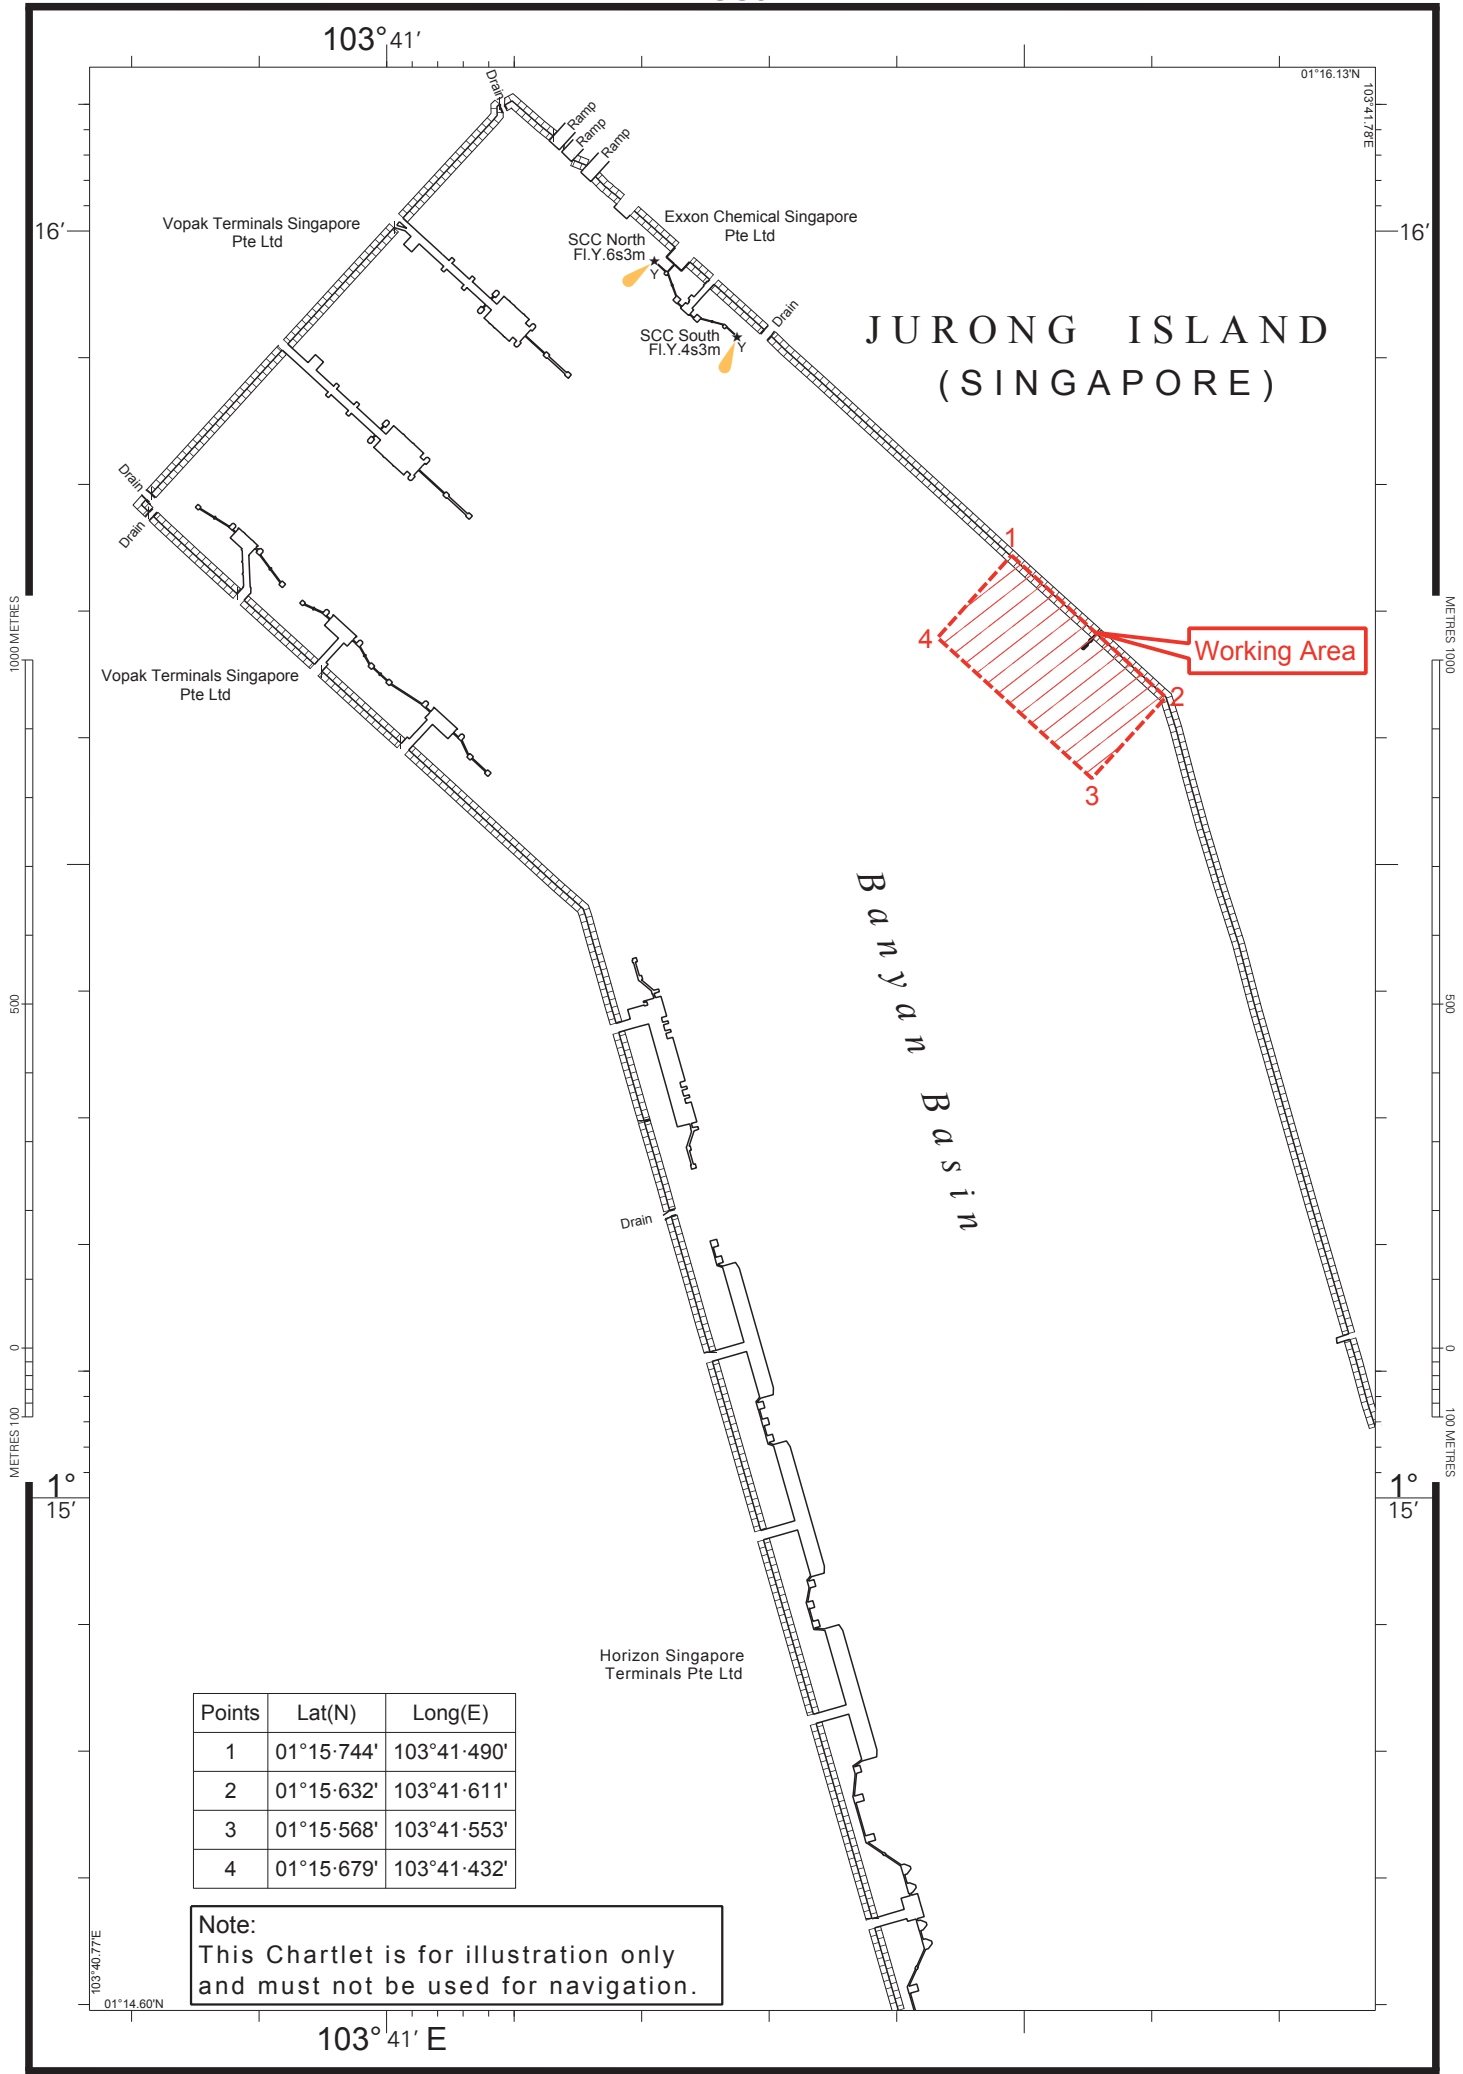 103°41′
01°16.13'N
103°41.78'E
Drain
Ramp
Ramp
Ramp
16′
16′
Vopak Terminals Singapore
Pte Ltd
Exxon Chemical Singapore
Pte Ltd
SCC North
Fl.Y.6s3m
Y
SCC South
Fl.Y.4s3m
Y
Drain
JURONG ISLAND
(SINGAPORE)
Drain
Drain
1
4
2
3
Working Area
1000 METRES
METRES 1000
Vopak Terminals Singapore
Pte Ltd
Banyan Basin
500
500
Drain
0
0
METRES 100
100 METRES
1°
15′
1°
15′
Horizon Singapore
Terminals Pte Ltd
Points Lat(N) Long(E)
1 01°15·744' 103°41·490'
2 01°15·632' 103°41·611'
3 01°15·568' 103°41·553'
4 01°15·679' 103°41·432'
Note:
This Chartlet is for illustration only
and must not be used for navigation.
103°40.77'E
01°14.60'N
103°41′ E